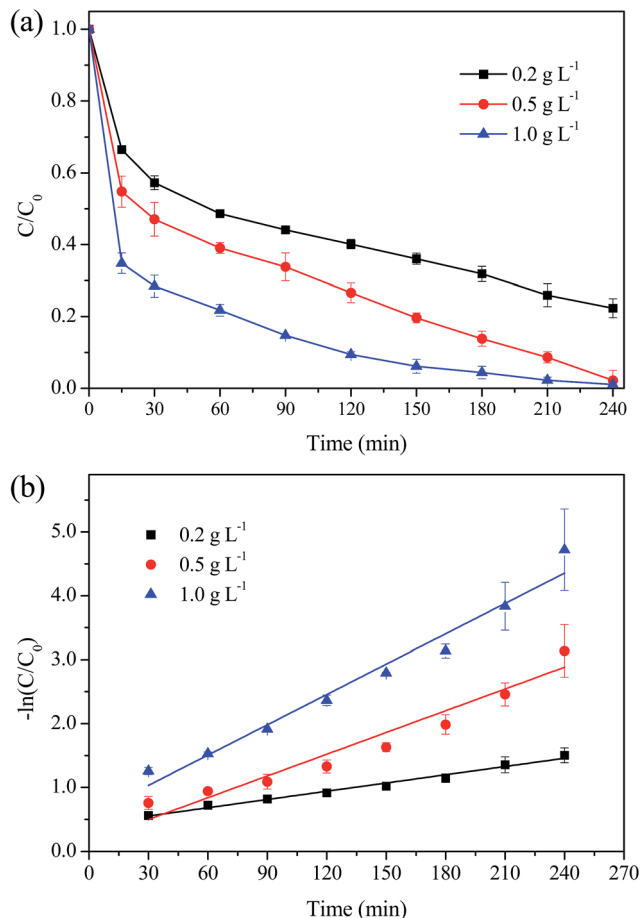 (a)
1.0
0.8
0.6
0.4
0.2
0.0
C/C₀
0.2 g L⁻¹
0.5 g L⁻¹
1.0 g L⁻¹
0 30 60 90 120 150 180 210 240
Time (min)
(b)
5.0
4.0
3.0
2.0
1.0
0.0
-ln(C/C₀)
0.2 g L⁻¹
0.5 g L⁻¹
1.0 g L⁻¹
0 30 60 90 120 150 180 210 240 270
Time (min)